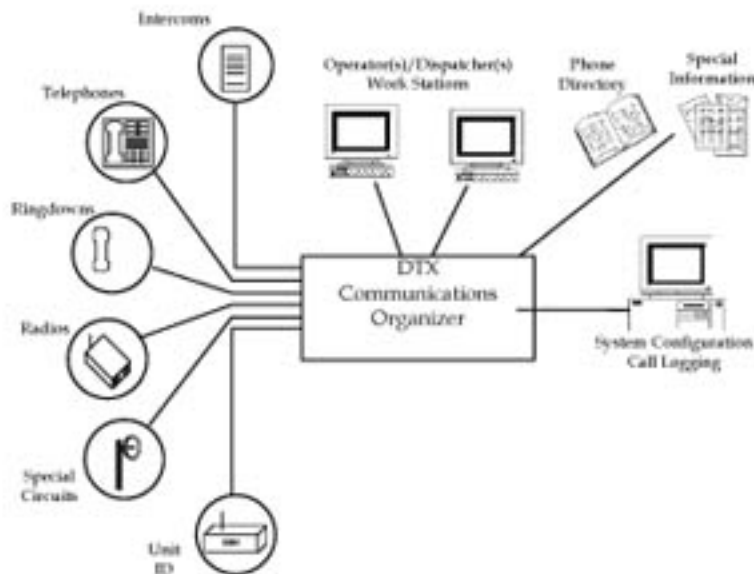 Intercoms
Operator(s)/Dispatcher(s)
Work Stations
Phone
Directory
Special
Information
Telephones
Ringdowns
DTX
Communications
Organizer
Radios
System Configuration
Call Logging
Special
Circuits
Unit
ID